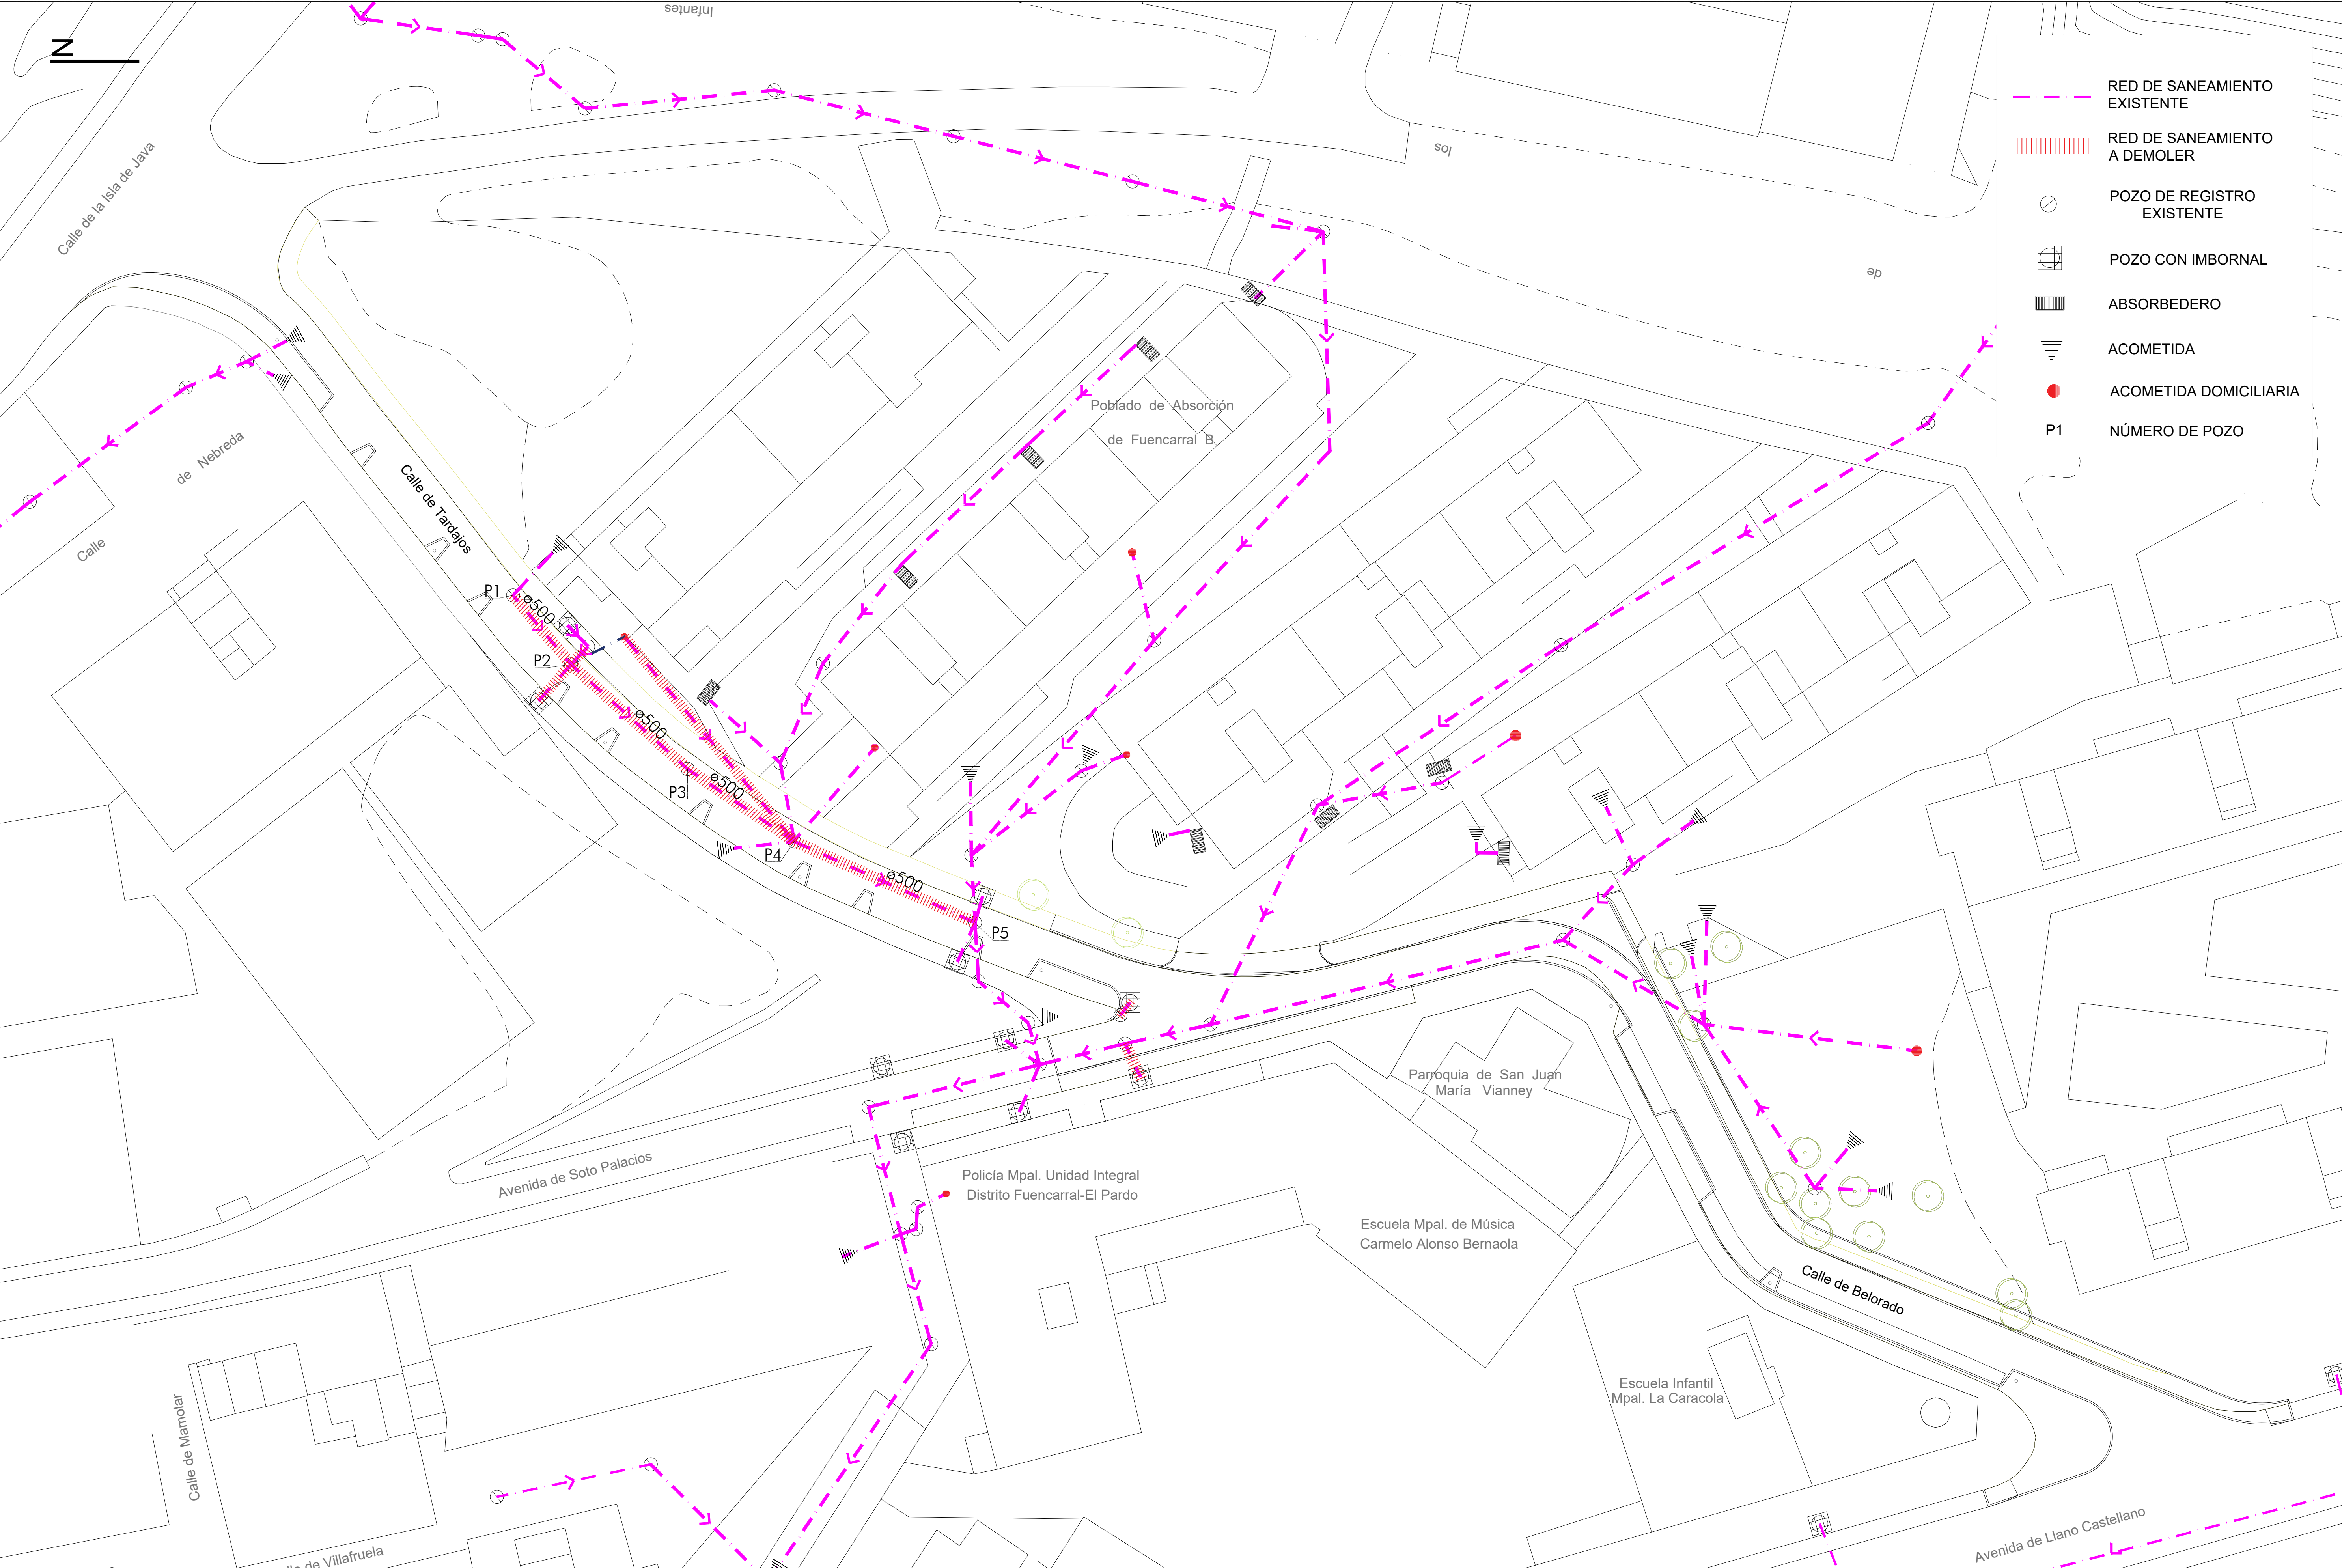 Infantes
N
RED DE SANEAMIENTO
EXISTENTE
RED DE SANEAMIENTO
A DEMOLER
POZO DE REGISTRO
EXISTENTE
POZO CON IMBORNAL
ABSORBEDERO
ACOMETIDA
ACOMETIDA DOMICILIARIA
P1 NÚMERO DE POZO
los
de
Calle de la Isla de Java
Poblado de Absorción
de Fuencarral B
Calle de Tardajos
Calle
de Nebreda
P1
ø500
P2
ø500
P3
ø500
P4
ø500
P5
Parroquia de San Juan
María Vianney
Avenida de Soto Palacios
Policía Mpal. Unidad Integral
Distrito Fuencarral-El Pardo
Escuela Mpal. de Música
Carmelo Alonso Bernaola
Calle de Belorado
Escuela Infantil
Mpal. La Caracola
Calle de Mamolar
de Villafruela
Avenida de Llano Castellano